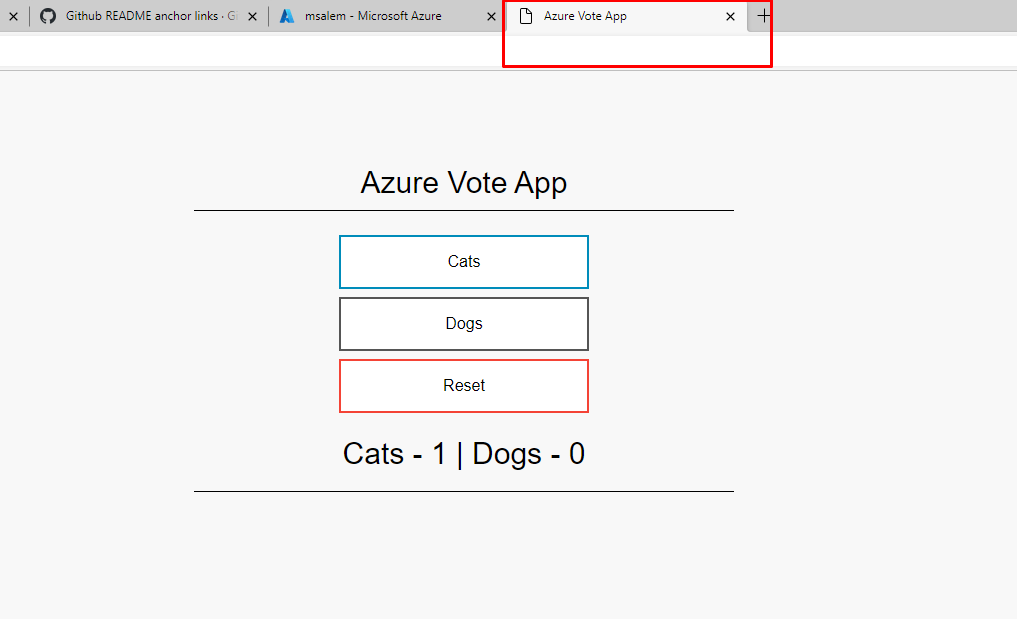 Github README anchor links · G
msalem - Microsoft Azure
Azure Vote App
Azure Vote App
Cats
Dogs
Reset
Cats - 1 | Dogs - 0